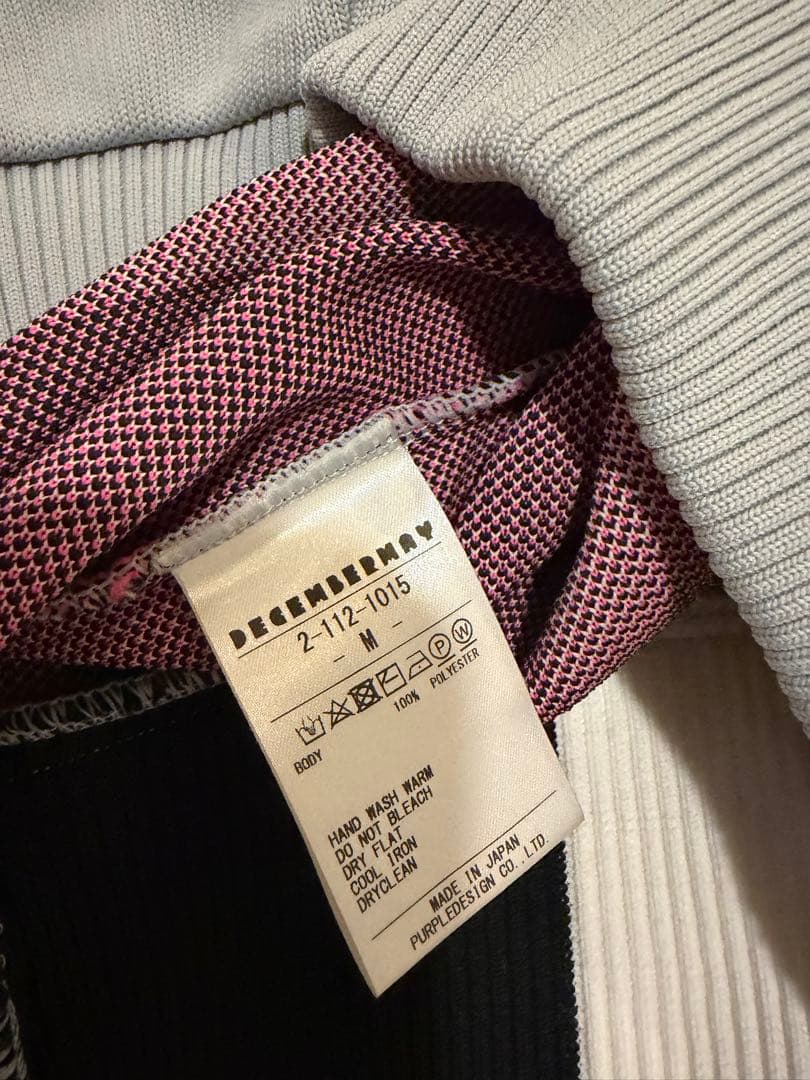 DECEMBERMAY
2-112-1015
- M -
P W
BODY 100% POLYESTER
HAND WASH WARM
DO NOT BLEACH
DRY FLAT
COOL IRON
DRYCLEAN
MADE IN JAPAN
PURPLEDESIGN CO.,LTD.